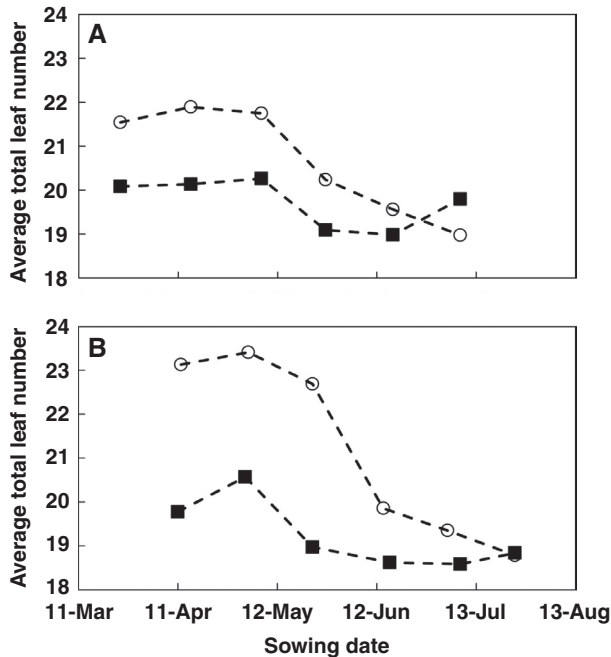 A
Average total leaf number
24
23
22
21
20
19
18
B
Average total leaf number
24
23
22
21
20
19
18
11-Mar 11-Apr 12-May 12-Jun 13-Jul 13-Aug
Sowing date